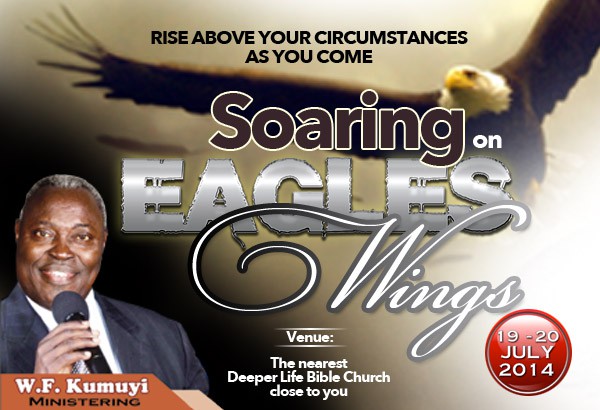 RISE ABOVE YOUR CIRCUMSTANCES
AS YOU COME
Soaring on
EAGLES
Wings
Venue:
The nearest
Deeper Life Bible Church
close to you
W.F. Kumuyi
MINISTERING
19 - 20
JULY
2014